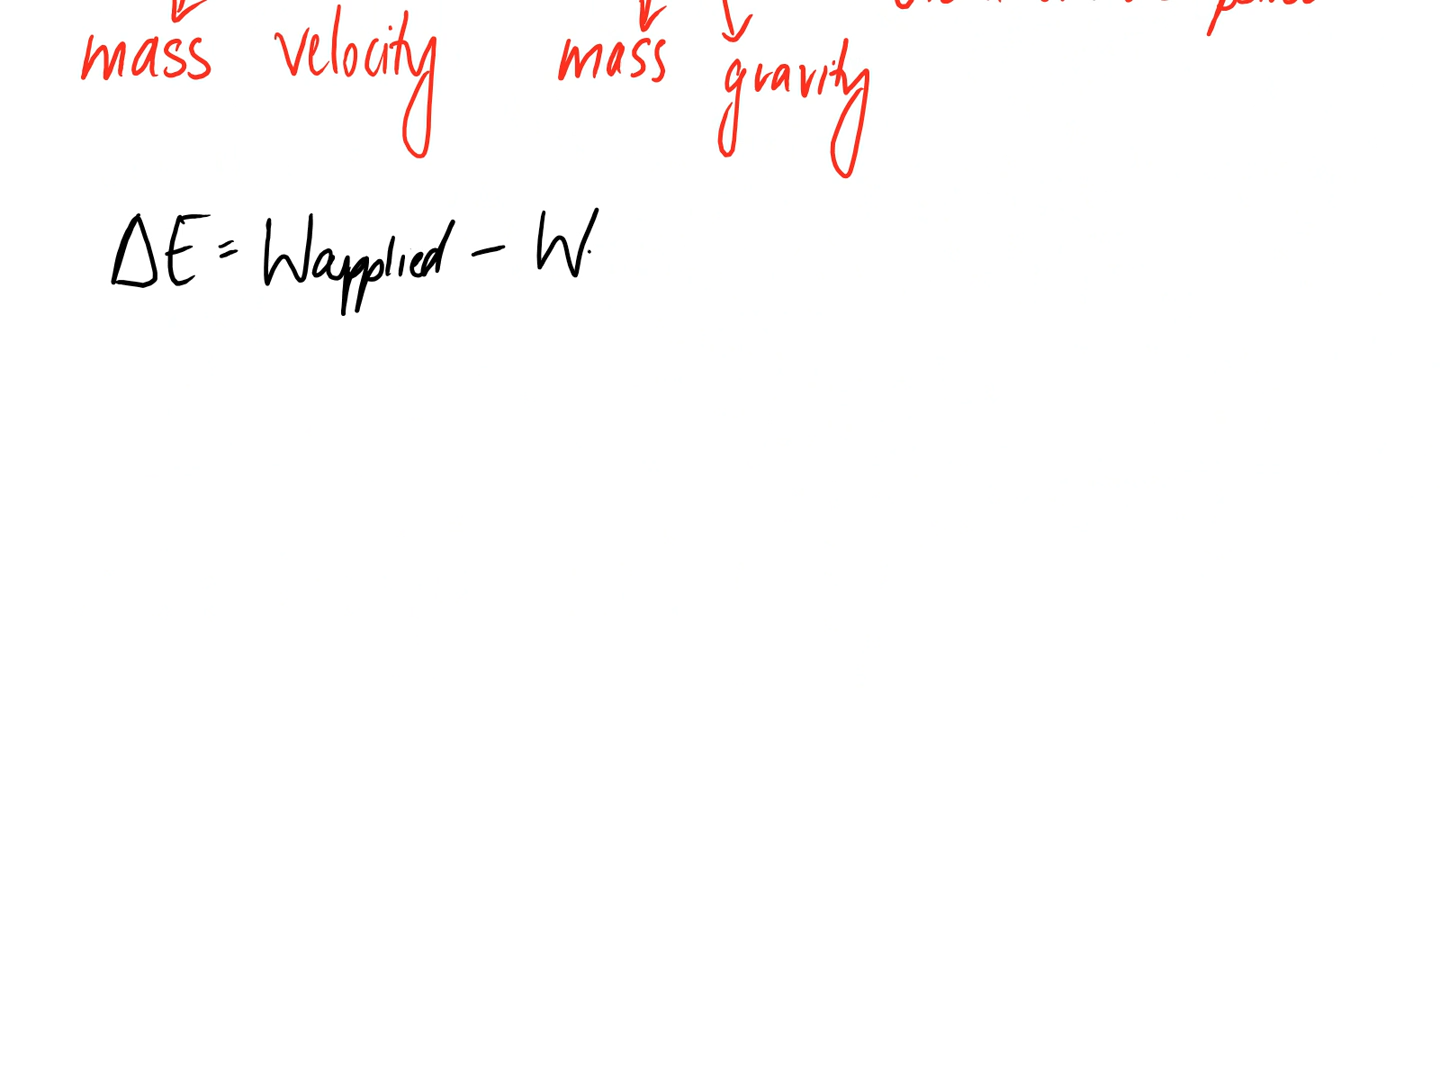 mass velocity mass gravity
ΔE = Wapplied - W